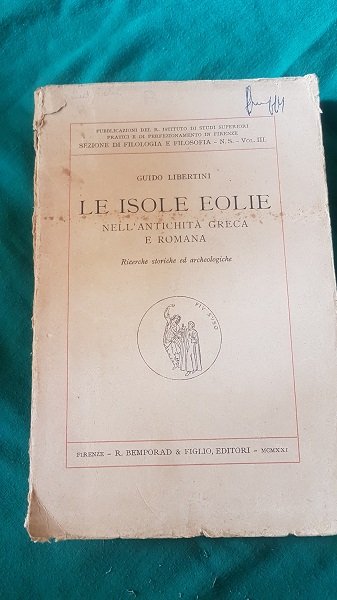 PUBBLICAZIONI DEL R. ISTITUTO DI STUDI SUPERIORI
PRATICI E DI PERFEZIONAMENTO IN FIRENZE
SEZIONE DI FILOLOGIA E FILOSOFIA - N. S. - VOL. III.
GUIDO LIBERTINI
LE ISOLE EOLIE
NELL'ANTICHITÀ GRECA
E ROMANA
Ricerche storiche ed archeologiche
FIRENZE - R. BEMPORAD & FIGLIO, EDITORI - MCMXXI